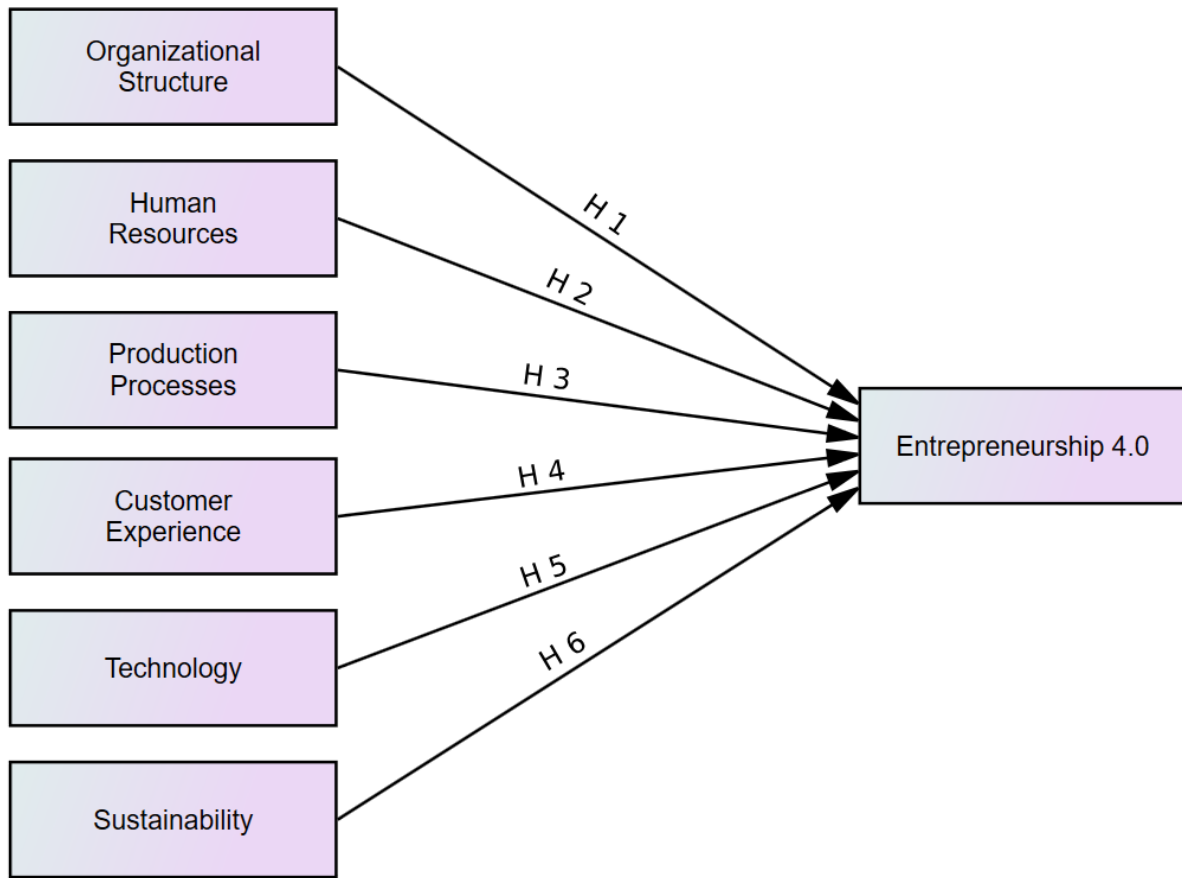 Organizational
Structure
H 1
Human
Resources
H 2
Production
Processes
H 3
Entrepreneurship 4.0
Customer
Experience
H 4
Technology
H 5
Sustainability
H 6